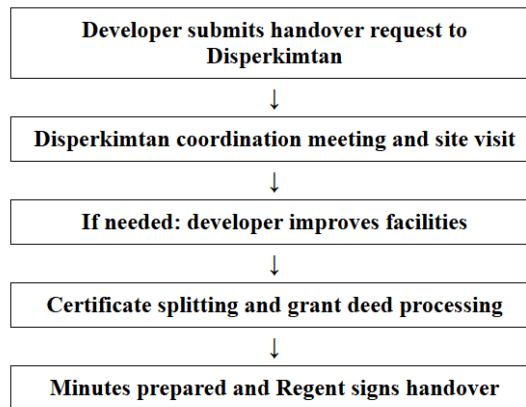 Developer submits handover request to
Disperkimtan
↓
Disperkimtan coordination meeting and site visit
↓
If needed: developer improves facilities
↓
Certificate splitting and grant deed processing
↓
Minutes prepared and Regent signs handover